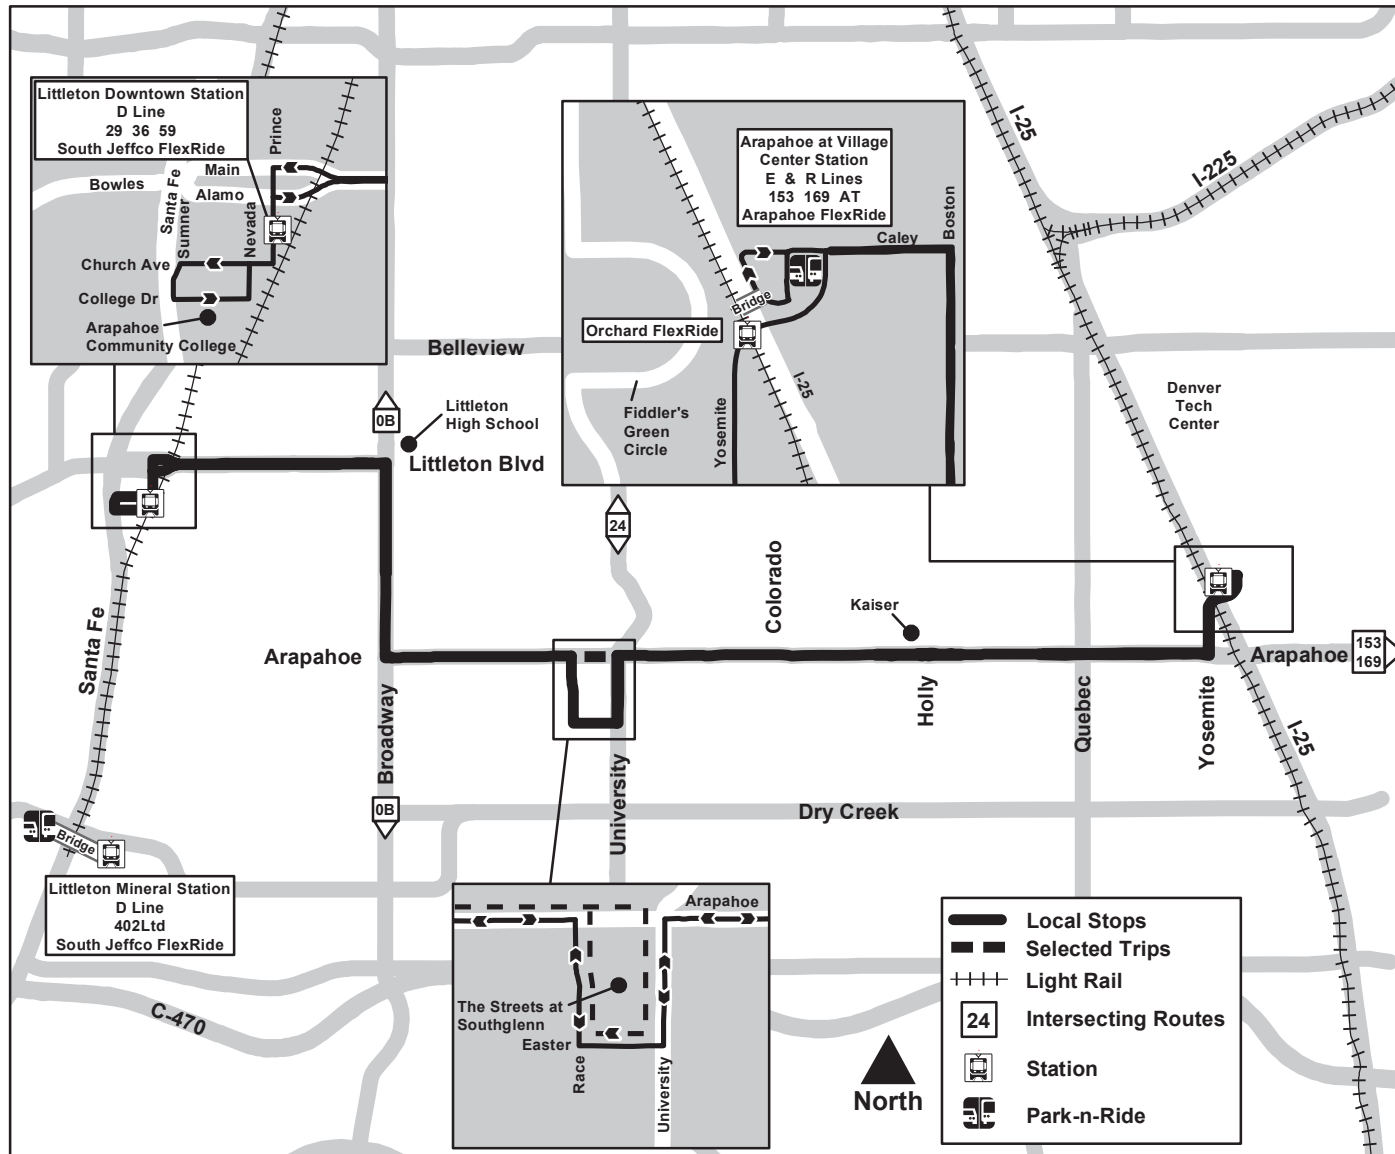 Littleton Downtown Station
D Line
29 36 59
South Jeffco FlexRide
Prince
Main
Bowles
Alamo
Santa Fe
Sumner
Nevada
Church Ave
College Dr
Arapahoe
Community College
Arapahoe at Village
Center Station
E & R Lines
153 169 AT
Arapahoe FlexRide
Boston
Caley
Bridge
Orchard FlexRide
I-25
Fiddler's
Green
Circle
Yosemite
I-25
I-225
Belleview
0B
Littleton
High School
Littleton Blvd
Denver
Tech
Center
24
Colorado
Kaiser
Santa Fe
Arapahoe
Arapahoe
153
169
Broadway
University
Holly
Quebec
Yosemite
I-25
0B
Dry Creek
Bridge
Littleton Mineral Station
D Line
402Ltd
South Jeffco FlexRide
C-470
Arapahoe
The Streets at
Southglenn
Easter
Race
University
North
Local Stops
Selected Trips
Light Rail
24 Intersecting Routes
Station
Park-n-Ride